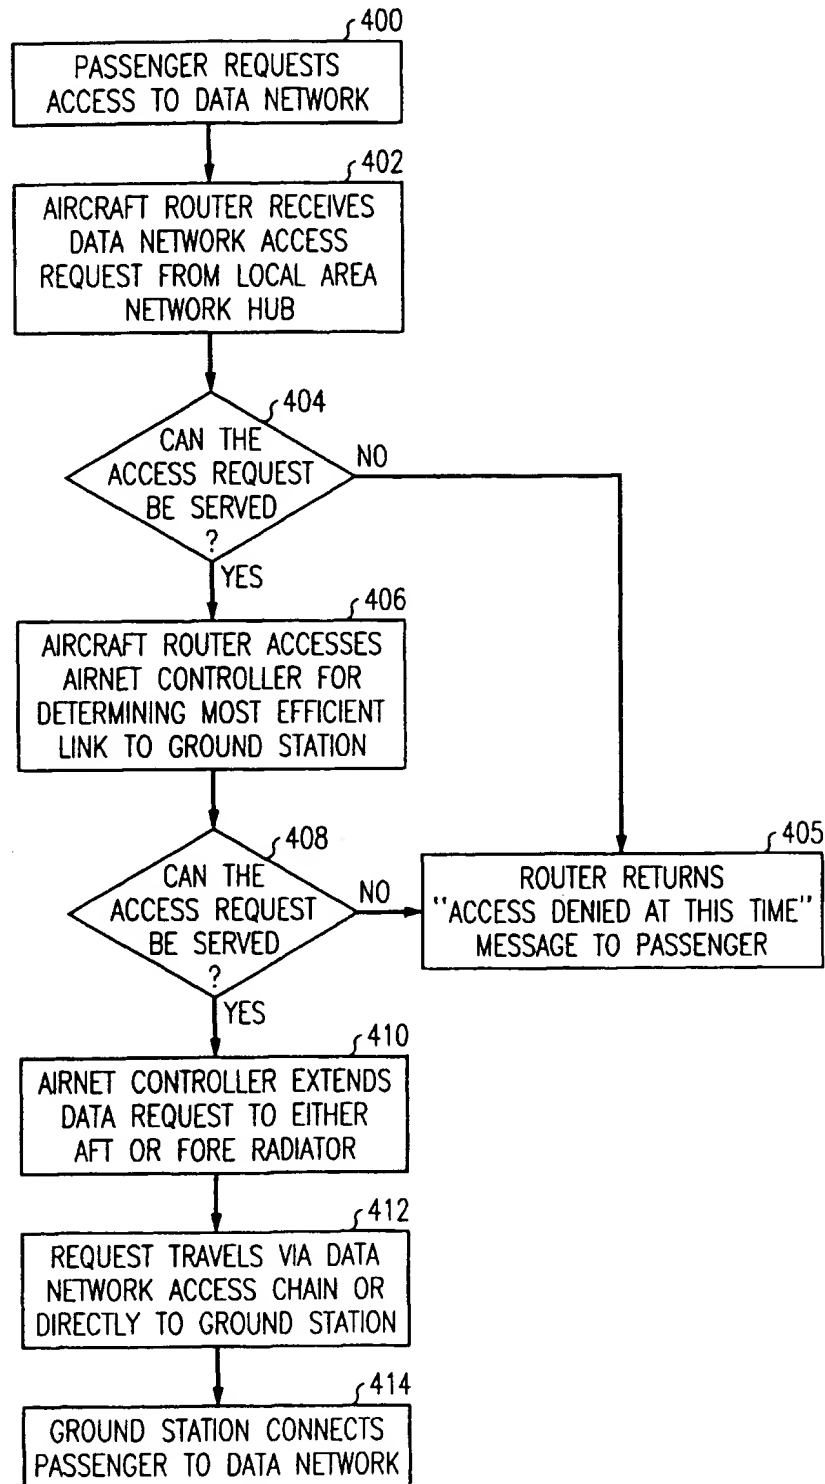 400
PASSENGER REQUESTS
ACCESS TO DATA NETWORK
402
AIRCRAFT ROUTER RECEIVES
DATA NETWORK ACCESS
REQUEST FROM LOCAL AREA
NETWORK HUB
404
CAN THE
ACCESS REQUEST
BE SERVED
?
NO
YES
406
AIRCRAFT ROUTER ACCESSES
AIRNET CONTROLLER FOR
DETERMINING MOST EFFICIENT
LINK TO GROUND STATION
408
CAN THE
ACCESS REQUEST
BE SERVED
?
NO
YES
405
ROUTER RETURNS
"ACCESS DENIED AT THIS TIME"
MESSAGE TO PASSENGER
410
AIRNET CONTROLLER EXTENDS
DATA REQUEST TO EITHER
AFT OR FORE RADIATOR
412
REQUEST TRAVELS VIA DATA
NETWORK ACCESS CHAIN OR
DIRECTLY TO GROUND STATION
414
GROUND STATION CONNECTS
PASSENGER TO DATA NETWORK